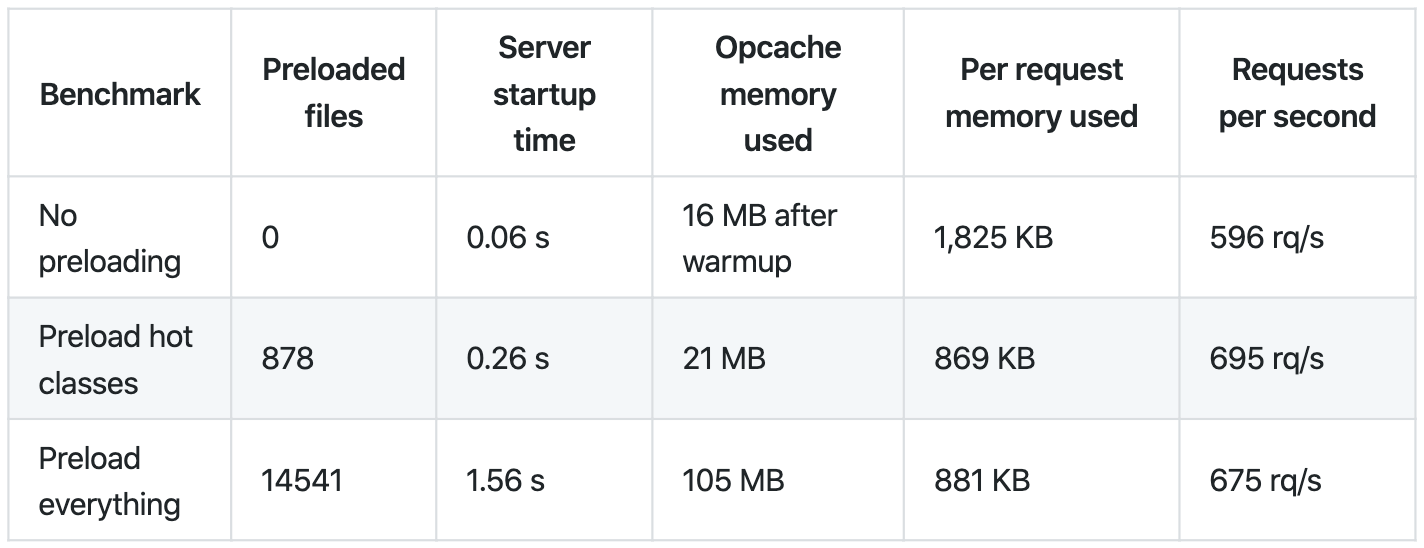 Benchmark
Preloaded
files
Server
startup
time
Opcache
memory
used
Per request
memory used
Requests
per second
No
preloading
0
0.06 s
16 MB after
warmup
1,825 KB
596 rq/s
Preload hot
classes
878
0.26 s
21 MB
869 KB
695 rq/s
Preload
everything
14541
1.56 s
105 MB
881 KB
675 rq/s